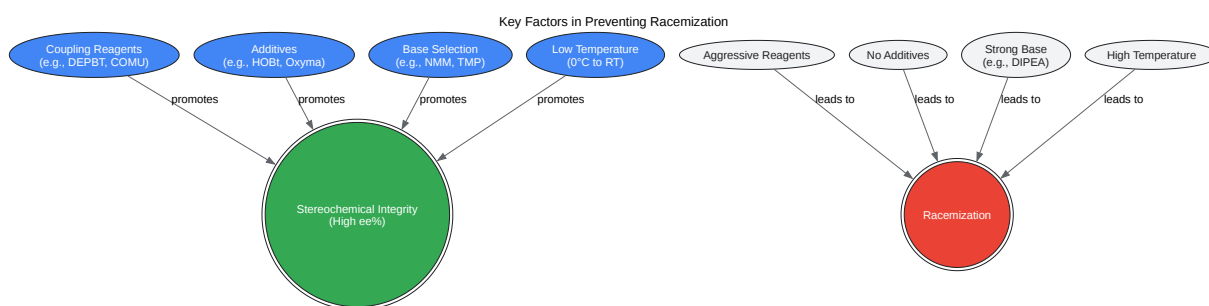 Key Factors in Preventing Racemization
Coupling Reagents
(e.g., DEPBT, COMU)
Additives
(e.g., HOBt, Oxyma)
Base Selection
(e.g., NMM, TMP)
Low Temperature
(0°C to RT)
Aggressive Reagents
No Additives
Strong Base
(e.g., DIPEA)
High Temperature
promotes
promotes
promotes
promotes
leads to
leads to
leads to
leads to
Stereochemical Integrity
(High ee%)
Racemization